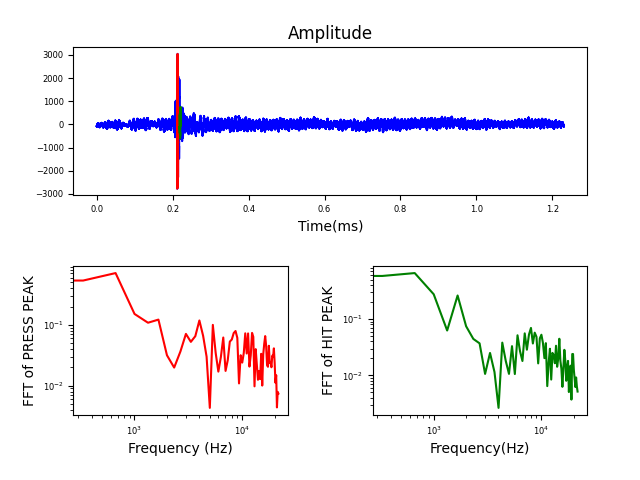 Amplitude
3000
2000
1000
0
−1000
−2000
−3000
0.0 0.2 0.4 0.6 0.8 1.0 1.2
Time(ms)
FFT of PRESS PEAK
10⁻¹
10⁻²
10³ 10⁴
Frequency (Hz)
FFT of HIT PEAK
10⁻¹
10⁻²
10³ 10⁴
Frequency(Hz)